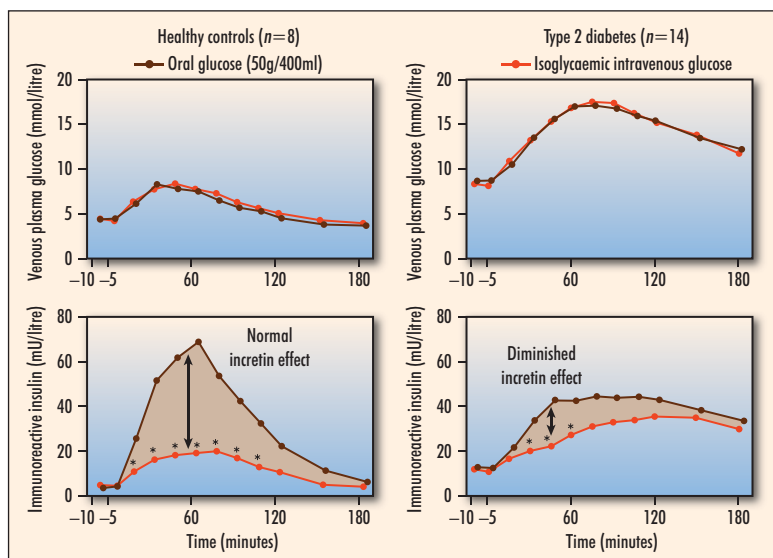 Healthy controls (n=8)
Type 2 diabetes (n=14)
Oral glucose (50g/400ml)
Isoglycaemic intravenous glucose
Venous plasma glucose (mmol/litre)
20
15
10
5
0
–10 –5 60 120 180
Venous plasma glucose (mmol/litre)
20
15
10
5
0
–10 –5 60 120 180
Immunoreactive insulin (mU/litre)
80
60
40
20
0
Normal
incretin effect
* * * * * * *
–10 –5 60 120 180
Time (minutes)
Immunoreactive insulin (mU/litre)
80
60
40
20
0
Diminished
incretin effect
* * *
–10 –5 60 120 180
Time (minutes)